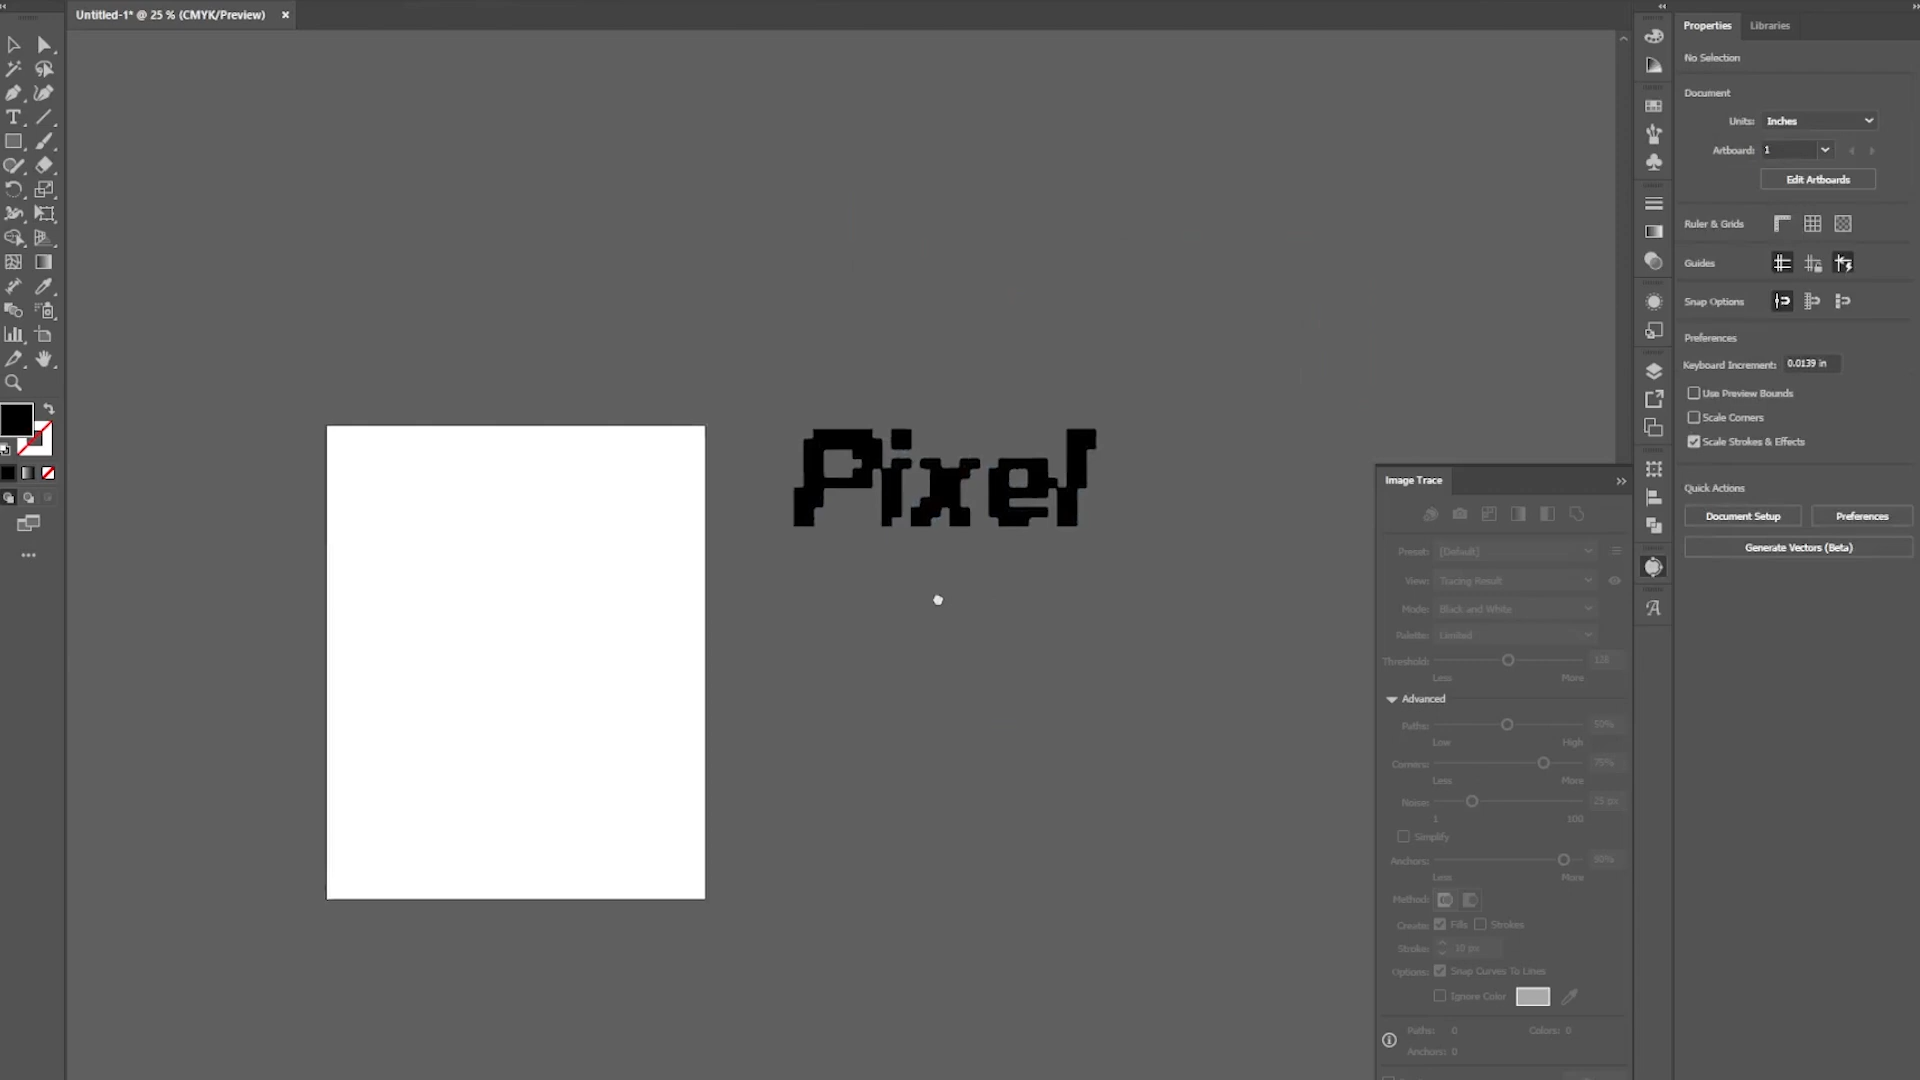 Untitled-1* @ 25 % (CMYK/Preview) ×
Properties Libraries
No Selection
Document
Units: Inches
Artboard: 1
Edit Artboards
Ruler & Grids
Guides
Snap Options
Preferences
Keyboard Increment: 0.0139 in
Use Preview Bounds
Scale Corners
Scale Strokes & Effects
Quick Actions
Document Setup Preferences
Generate Vectors (Beta)
Pixel
Image Trace
Preset: [Default]
View: Tracing Result
Mode: Black and White
Palette: Limited
Threshold: 128
Less More
Advanced
Paths: 50%
Low High
Corners: 75%
Less More
Noise: 25 px
1 100
Simplify
Anchors:
Less More
Method:
Create: Fills Strokes
Stroke: 10 px
Options: Snap Curves To Lines
Ignore Color
Paths: 0 Colors: 0
Anchors: 0